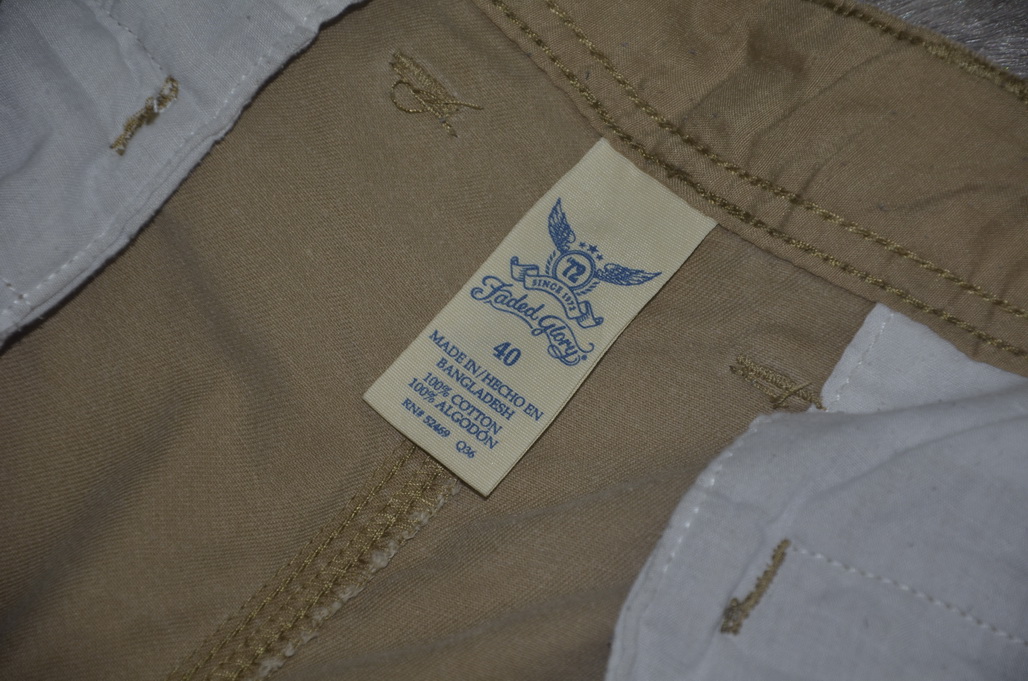 72
SINCE 1972
Faded Glory®
40
MADE IN/HECHO EN
BANGLADESH
100% COTTON
100% ALGODÓN
RN# 52469 Q36